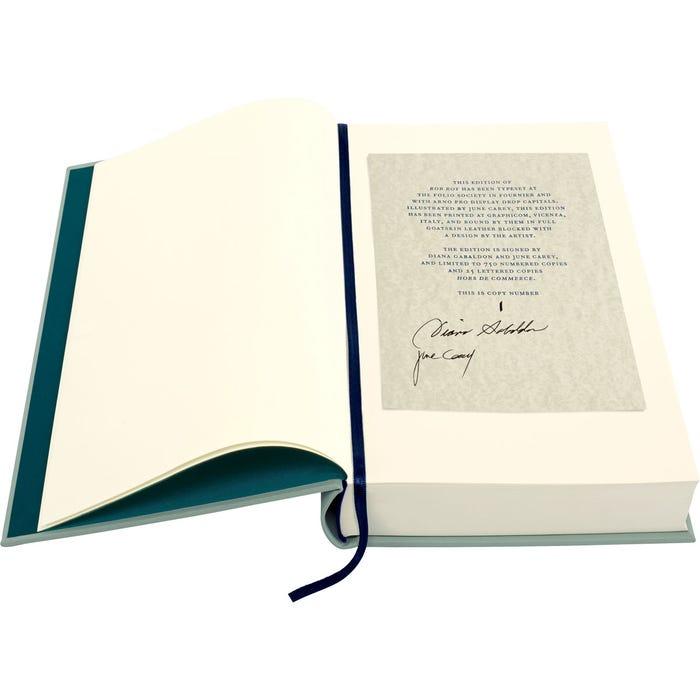 THIS EDITION OF
ROB ROY HAS BEEN TYPESET AT
THE FOLIO SOCIETY IN FOURNIER AND
WITH ARNO PRO DISPLAY DROP CAPITALS.
ILLUSTRATED BY JUNE CAREY, THIS EDITION
HAS BEEN PRINTED AT GRAPHICOM, VICENZA,
ITALY, AND BOUND BY THEM IN FULL
GOATSKIN LEATHER BLOCKED WITH
A DESIGN BY THE ARTIST.
THE EDITION IS SIGNED BY
DIANA GABALDON AND JUNE CAREY,
AND LIMITED TO 750 NUMBERED COPIES
AND 25 LETTERED COPIES
HORS DE COMMERCE.
THIS IS COPY NUMBER
1
Diana Gabaldon
June Carey